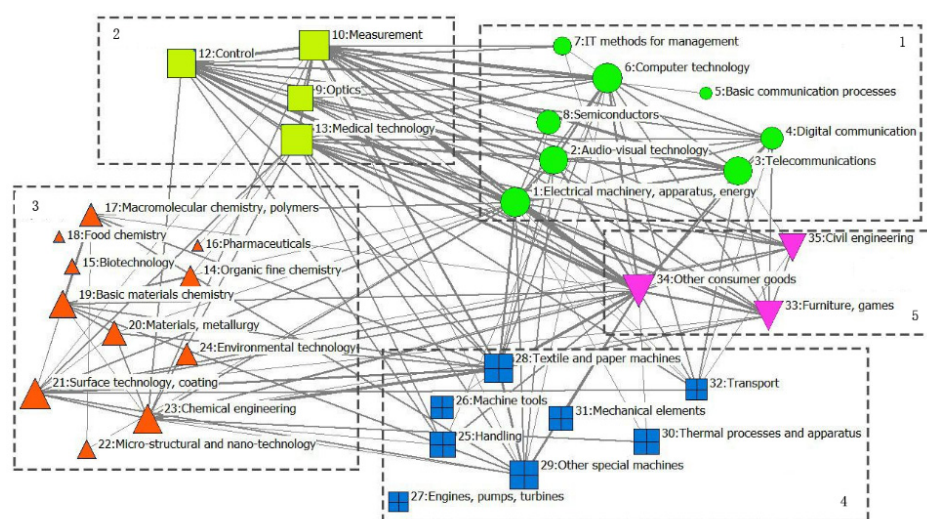 2
10:Measurement
12:Control
9:Optics
13:Medical technology
1
7:IT methods for management
6:Computer technology
5:Basic communication processes
8:Semiconductors
4:Digital communication
2:Audio-visual technology
3:Telecommunications
1:Electrical machinery, apparatus, energy
3
17:Macromolecular chemistry, polymers
18:Food chemistry
16:Pharmaceuticals
15:Biotechnology
14:Organic fine chemistry
19:Basic materials chemistry
20:Materials, metallurgy
24:Environmental technology
21:Surface technology, coating
23:Chemical engineering
22:Micro-structural and nano-technology
35:Civil engineering
34:Other consumer goods
33:Furniture, games
5
28:Textile and paper machines
32:Transport
26:Machine tools
31:Mechanical elements
25:Handling
30:Thermal processes and apparatus
29:Other special machines
27:Engines, pumps, turbines
4